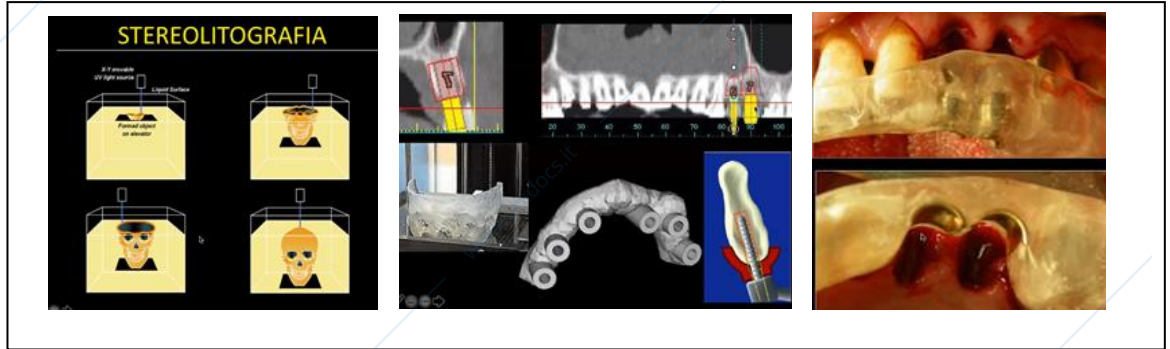 STEREOLITOGRAFIA
X-Y movable
UV light source
Liquid Surface
Formed object
on elevator
20 30 40 50 60 70 80 90 100